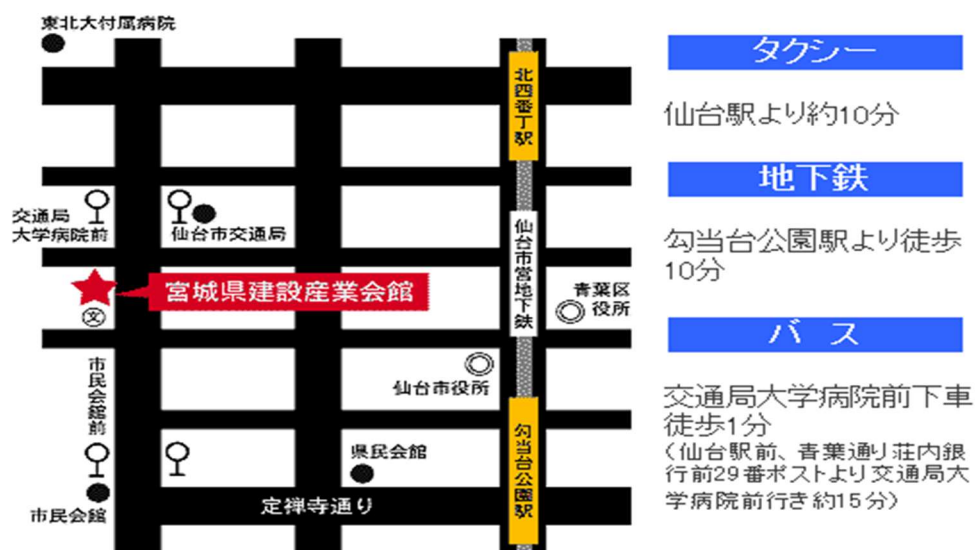 東北大付属病院
北四番丁駅
交通局
大学病院前
仙台市交通局
仙台市営地下鉄
宮城県建設産業会館
文
青葉区
役所
市民会館前
仙台市役所
県民会館
勾当台公園駅
市民会館
定禅寺通り
タクシー
仙台駅より約10分
地下鉄
勾当台公園駅より徒歩
10分
バス
交通局大学病院前下車
徒歩1分
(仙台駅前、青葉通り荘内銀
行前29番ポストより交通局大
学病院前行き約15分)